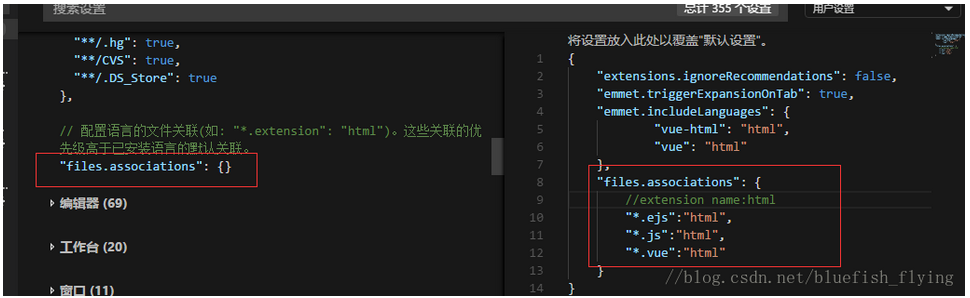 搜索设置
总计 355 个设置
用户设置
"**/.hg": true,
"**/CVS": true,
"**/.DS_Store": true
},
// 配置语言的文件关联(如: "*.extension": "html")。这些关联的优
先级高于已安装语言的默认关联。
"files.associations": {}
编辑器 (69)
工作台 (20)
窗口 (11)
将设置放入此处以覆盖"默认设置"。
1 {
2 "extensions.ignoreRecommendations": false,
3 "emmet.triggerExpansionOnTab": true,
4 "emmet.includeLanguages": {
5 "vue-html": "html",
6 "vue": "html"
7 },
8 "files.associations": {
9 //extension name:html
10 "*.ejs":"html",
11 "*.js":"html",
12 "*.vue":"html"
13 }
14 }
//blog.csdn.net/bluefish_flying